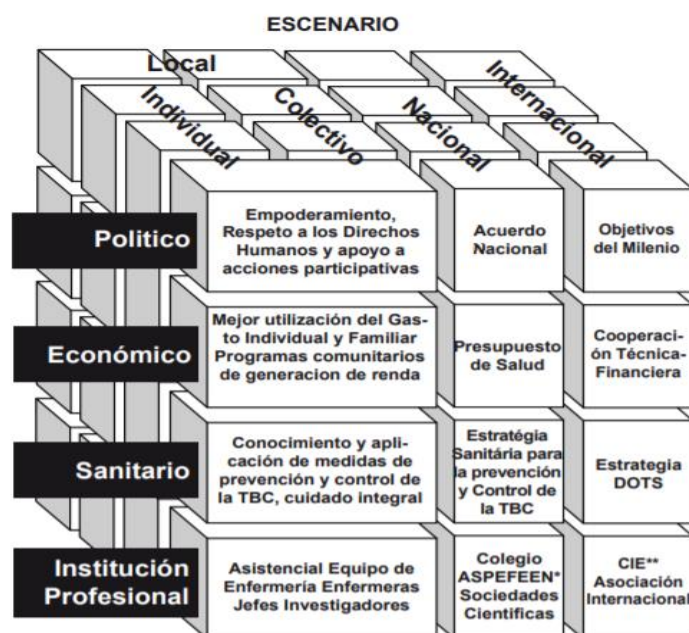 ESCENARIO
Local
Internacional
Individual
Colectivo
Nacional
Politico
Empoderamiento,
Respeto a los Direchos
Humanos y apoyo a
acciones participativas
Acuerdo
Nacional
Objetivos
del Milenio
Económico
Mejor utilización del Gas-
to Individual y Familiar
Programas comunitarios
de generacion de renda
Presupuesto
de Salud
Cooperaci-
ón Técnica-
Financiera
Sanitario
Conocimiento y apli-
cación de medidas de
prevención y control de
la TBC, cuidado integral
Estratégia
Sanitária para
la prevención
y Control de
la TBC
Estrategia
DOTS
Institución
Profesional
Asistencial Equipo de
Enfermería Enfermeras
Jefes Investigadores
Colegio
ASPEFEEN*
Sociedades
Cientificas
CIE**
Asociación
Internacional